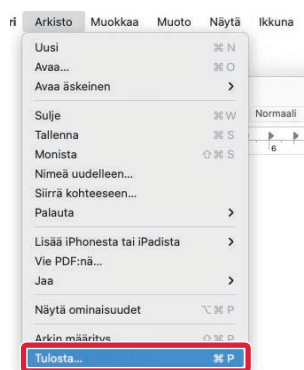 ri Arkisto Muokkaa Muoto Näytä Ikkuna
Uusi ⌘ N
Avaa... ⌘ O
Avaa äskeinen >
Normaali
Sulje ⌘ W
Tallenna ⌘ S
6
Monista ⇧ ⌘ S
Nimeä uudelleen...
Siirrä kohteeseen...
Palauta >
Lisää iPhonesta tai iPadista >
Vie PDF:nä...
Jaa >
Näytä ominaisuudet ⌥ ⌘ P
Arkin määritys... ⇧ ⌘ P
Tulosta... ⌘ P